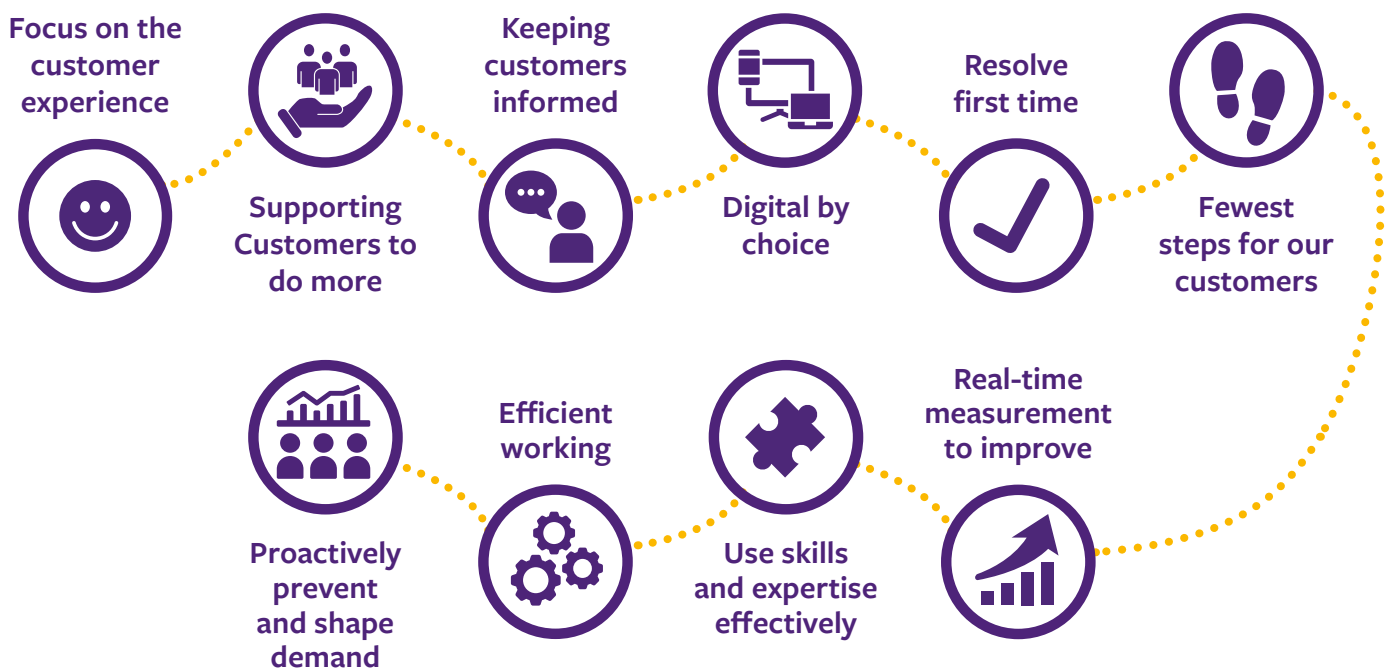 Focus on the
customer
experience
Supporting
Customers to
do more
Keeping
customers
informed
Digital by
choice
Resolve
first time
Fewest
steps for our
customers
Real-time
measurement
to improve
Use skills
and expertise
effectively
Efficient
working
Proactively
prevent
and shape
demand